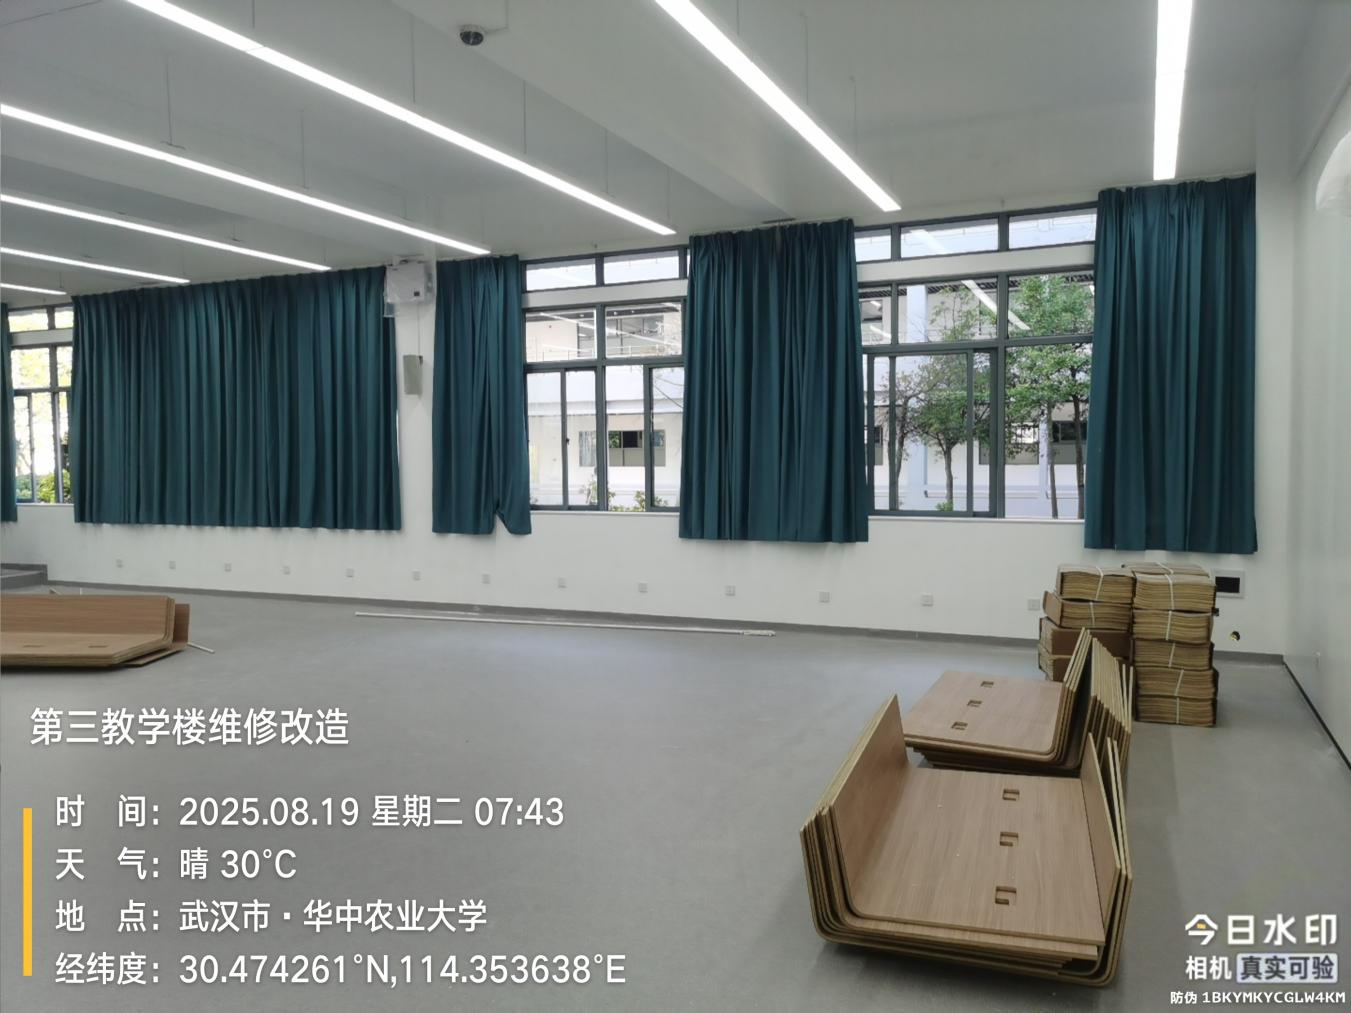 第三教学楼维修改造
时 间：2025.08.19 星期二 07:43
天 气：晴 30°C
地 点：武汉市·华中农业大学
经纬度：30.474261°N,114.353638°E
今日水印
相机 真实可验
防伪 1BKYMKYCGLW4KM